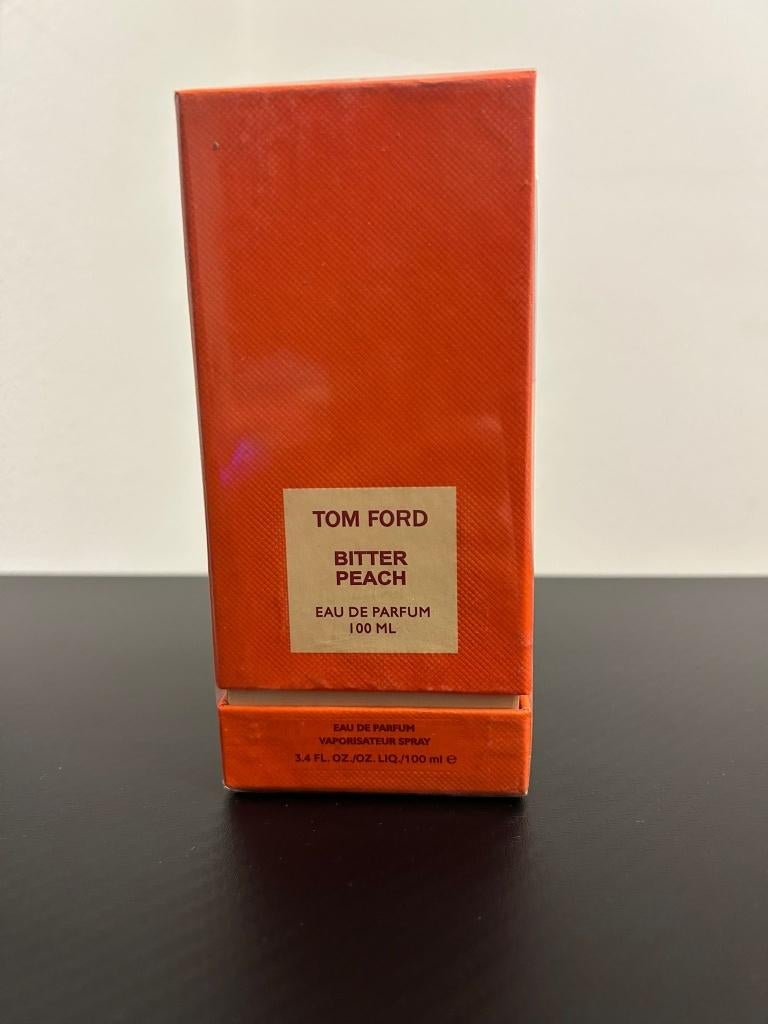 TOM FORD
BITTER
PEACH
EAU DE PARFUM
100 ML
EAU DE PARFUM
VAPORISATEUR SPRAY
3.4 FL. OZ./OZ. LIQ./100 ml ℮